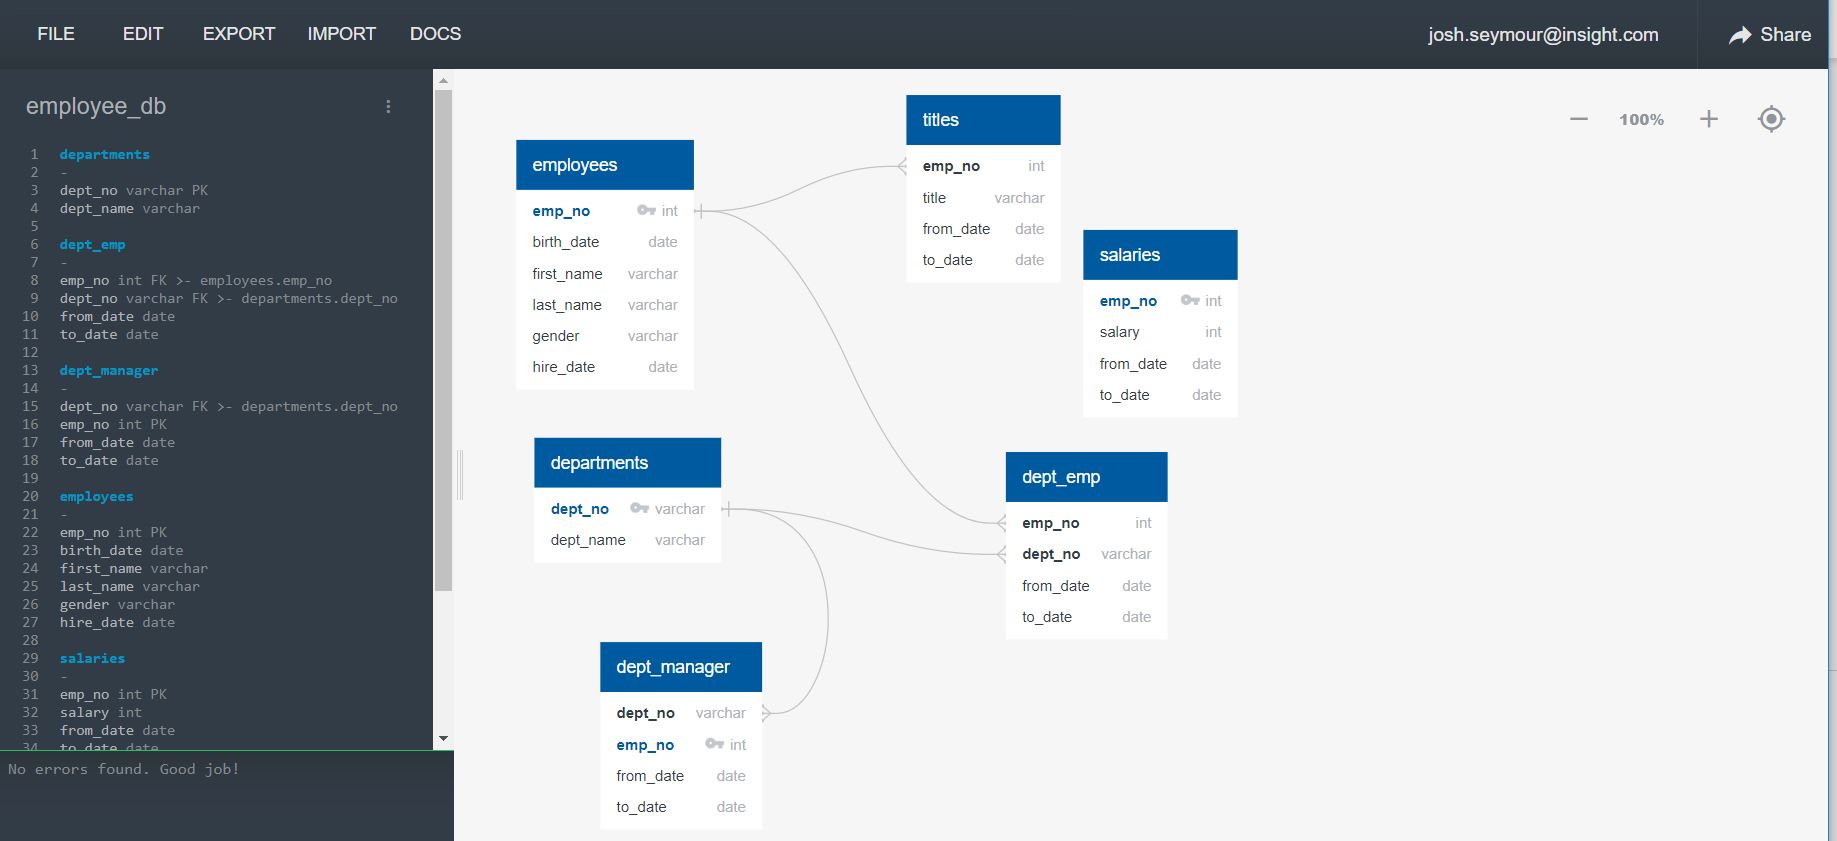 FILE EDIT EXPORT IMPORT DOCS josh.seymour@insight.com Share
employee_db
1 departments
2 -
3 dept_no varchar PK
4 dept_name varchar
5
6 dept_emp
7 -
8 emp_no int FK >- employees.emp_no
9 dept_no varchar FK >- departments.dept_no
10 from_date date
11 to_date date
12
13 dept_manager
14 -
15 dept_no varchar FK >- departments.dept_no
16 emp_no int PK
17 from_date date
18 to_date date
19
20 employees
21 -
22 emp_no int PK
23 birth_date date
24 first_name varchar
25 last_name varchar
26 gender varchar
27 hire_date date
28
29 salaries
30 -
31 emp_no int PK
32 salary int
33 from_date date
34 to_date date
No errors found. Good job!
100%
employees
emp_no int
birth_date date
first_name varchar
last_name varchar
gender varchar
hire_date date
titles
emp_no int
title varchar
from_date date
to_date date
salaries
emp_no int
salary int
from_date date
to_date date
departments
dept_no varchar
dept_name varchar
dept_emp
emp_no int
dept_no varchar
from_date date
to_date date
dept_manager
dept_no varchar
emp_no int
from_date date
to_date date